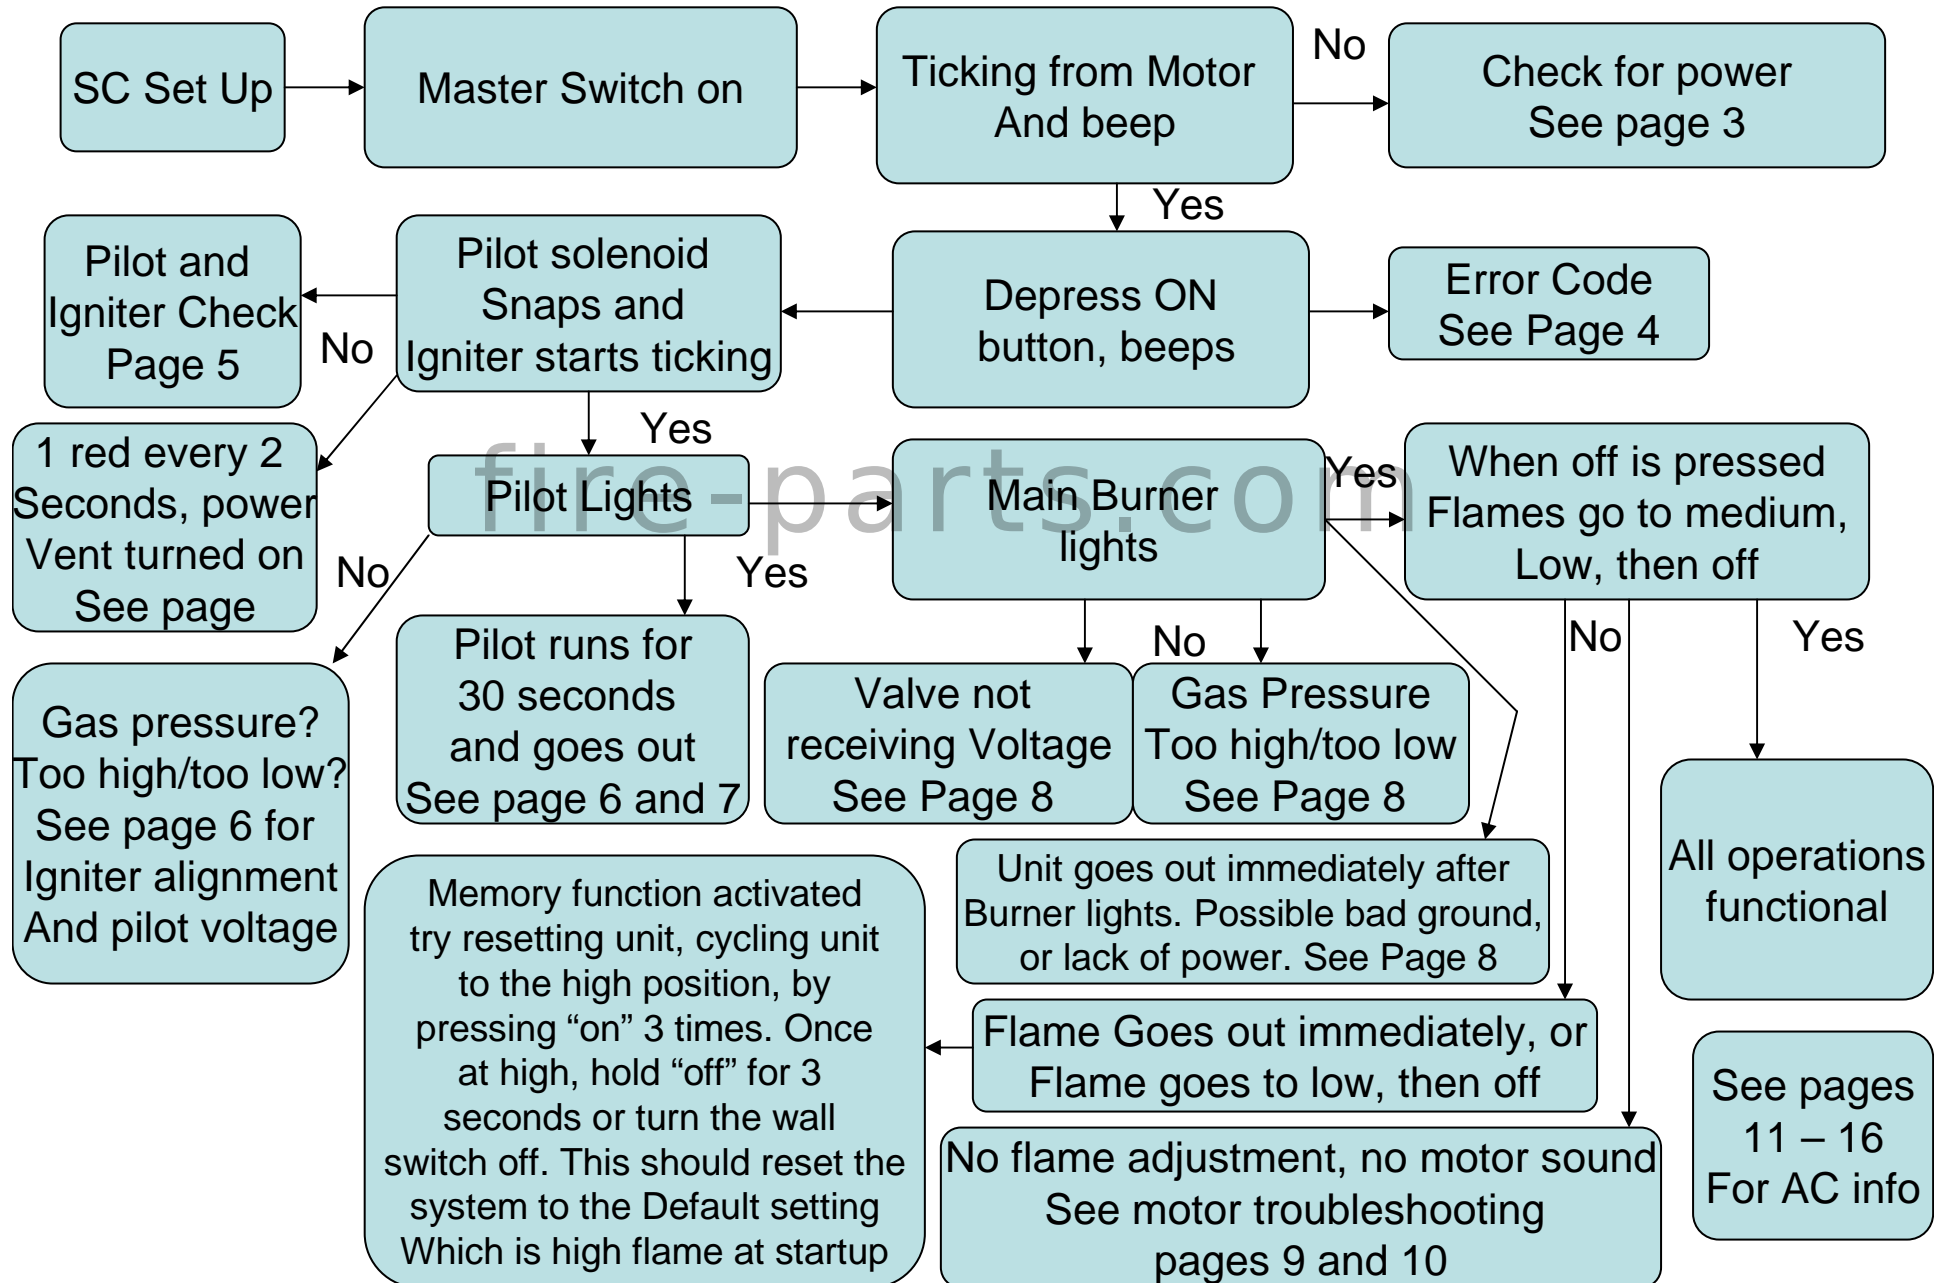 SC Set Up
Master Switch on
Ticking from Motor
And beep
No
Check for power
See page 3
Yes
Pilot and
Igniter Check
Page 5
No
Pilot solenoid
Snaps and
Igniter starts ticking
Depress ON
button, beeps
Error Code
See Page 4
1 red every 2
Seconds, power
Vent turned on
See page
Yes
Pilot Lights
No
Yes
Main Burner
lights
Yes
When off is pressed
Flames go to medium,
Low, then off
fire-parts.com
Gas pressure?
Too high/too low?
See page 6 for
Igniter alignment
And pilot voltage
Pilot runs for
30 seconds
and goes out
See page 6 and 7
No
Valve not
receiving Voltage
See Page 8
Gas Pressure
Too high/too low
See Page 8
No
Yes
Unit goes out immediately after
Burner lights. Possible bad ground,
or lack of power. See Page 8
All operations
functional
Memory function activated
try resetting unit, cycling unit
to the high position, by
pressing “on” 3 times. Once
at high, hold “off” for 3
seconds or turn the wall
switch off. This should reset the
system to the Default setting
Which is high flame at startup
Flame Goes out immediately, or
Flame goes to low, then off
No flame adjustment, no motor sound
See motor troubleshooting
pages 9 and 10
See pages
11 – 16
For AC info